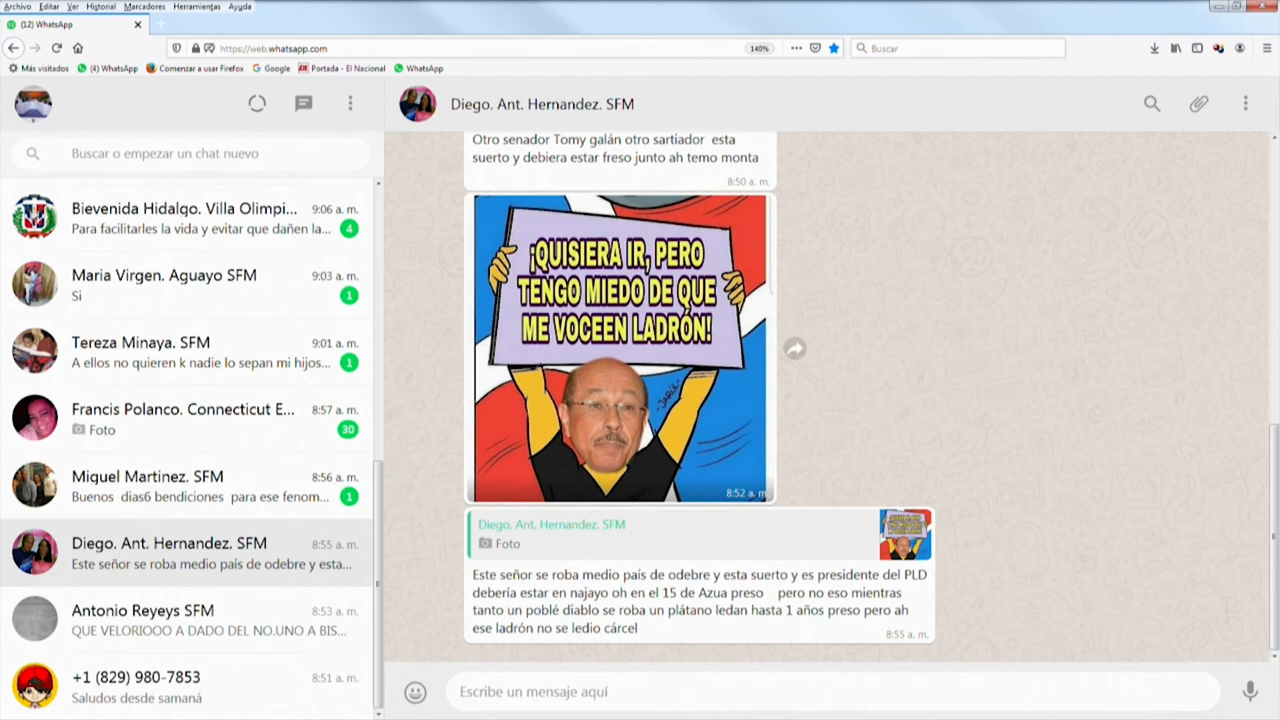 Archivo Editar Ver Historial Marcadores Herramientas Ayuda
(12) WhatsApp
https://web.whatsapp.com
140%
Buscar
Más visitados
(4) WhatsApp
Comenzar a usar Firefox
Google
Portada - El Nacional
WhatsApp
Diego. Ant. Hernandez. SFM
Buscar o empezar un chat nuevo
Bievenida Hidalgo. Villa Olimpi... 9:06 a. m.
Para facilitarles la vida y evitar que dañen la... 4
Maria Virgen. Aguayo SFM 9:03 a. m.
Si 1
Tereza Minaya. SFM 9:01 a. m.
A ellos no quieren k nadie lo sepan mi hijos... 1
Francis Polanco. Connecticut E... 8:57 a. m.
Foto 30
Miguel Martinez. SFM 8:56 a. m.
Buenos dias6 bendiciones para ese fenom... 1
Diego. Ant. Hernandez. SFM 8:55 a. m.
Este señor se roba medio país de odebre y esta...
Antonio Reyeys SFM 8:53 a. m.
QUE VELORIOOO A DADO DEL NO.UNO A BIS...
+1 (829) 980-7853 8:51 a. m.
Saludos desde samaná
Otro senador Tomy galán otro sartiador esta
suerto y debiera estar freso junto ah temo monta
8:50 a. m.
¡QUISIERA IR, PERO
TENGO MIEDO DE QUE
ME VOCEEN LADRÓN!
8:52 a. m
Diego. Ant. Hernandez. SFM
Foto
Este señor se roba medio país de odebre y esta suerto y es presidente del PLD
debería estar en najayo oh en el 15 de Azua preso pero no eso mientras
tanto un poblé diablo se roba un plátano ledan hasta 1 años preso pero ah
ese ladrón no se ledio cárcel
8:55 a. m.
Escribe un mensaje aquí